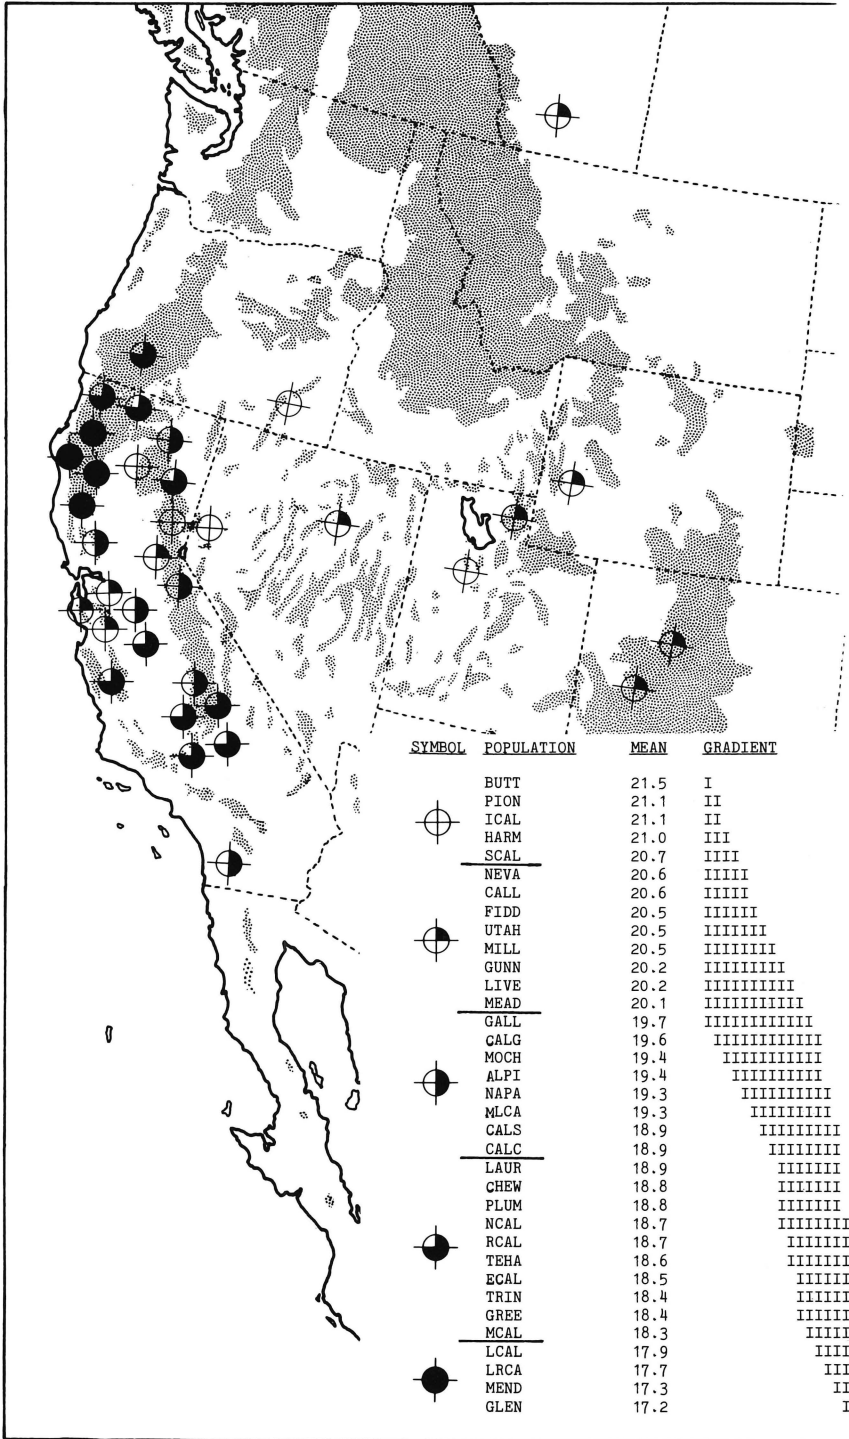 SYMBOL POPULATION MEAN GRADIENT
BUTT 21.5 I
PION 21.1 II
ICAL 21.1 II
HARM 21.0 III
SCAL 20.7 IIII
NEVA 20.6 IIIII
CALL 20.6 IIIII
FIDD 20.5 IIIIII
UTAH 20.5 IIIIIII
MILL 20.5 IIIIIIII
GUNN 20.2 IIIIIIIII
LIVE 20.2 IIIIIIIIII
MEAD 20.1 IIIIIIIIIII
GALL 19.7 IIIIIIIIIIII
CALG 19.6 IIIIIIIIIIII
MOCH 19.4 IIIIIIIIIII
ALPI 19.4 IIIIIIIIII
NAPA 19.3 IIIIIIIIII
MLCA 19.3 IIIIIIIII
CALS 18.9 IIIIIIIII
CALC 18.9 IIIIIIII
LAUR 18.9 IIIIIII
CHEW 18.8 IIIIIII
PLUM 18.8 IIIIIII
NCAL 18.7 IIIIIIII
RCAL 18.7 IIIIIII
TEHA 18.6 IIIIIII
ECAL 18.5 IIIIII
TRIN 18.4 IIIIII
GREE 18.4 IIIIII
MCAL 18.3 IIIII
LCAL 17.9 IIII
LRCA 17.7 III
MEND 17.3 II
GLEN 17.2 I